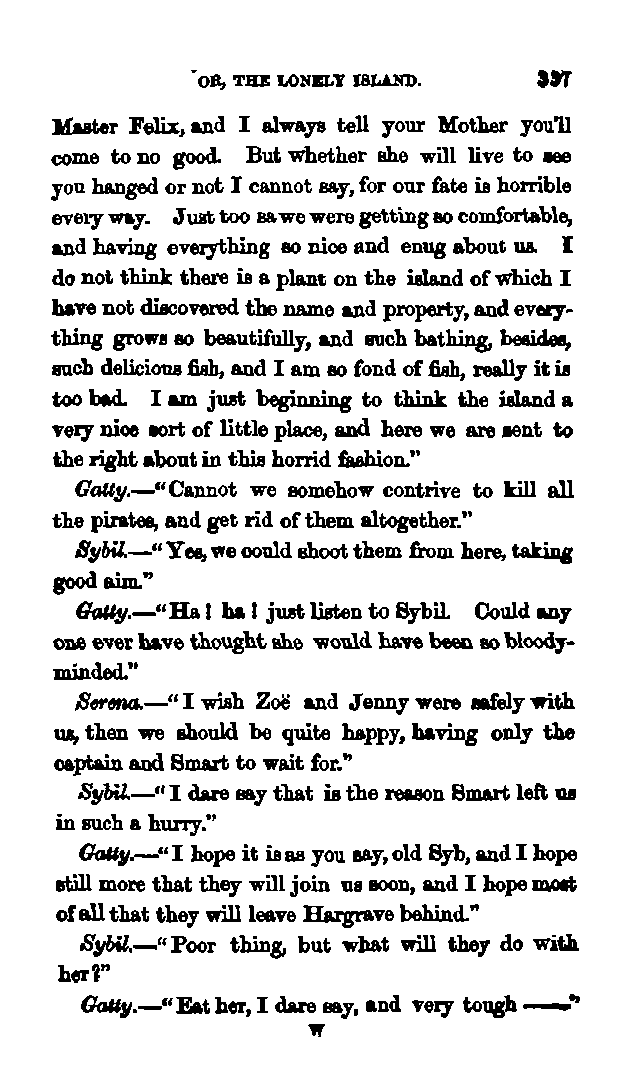 OR, THE LONELY ISLAND. 337
Master Felix, and I always tell your Mother you'll
come to no good. But whether she will live to see
you hanged or not I cannot say, for our fate is horrible
every way. Just too as we were getting so comfortable,
and having everything so nice and enug about us. I
do not think there is a plant on the island of which I
have not discovered the name and property, and every-
thing grows so beautifully, and such bathing, besides,
such delicious fish, and I am so fond of fish, really it is
too bad. I am just beginning to think the island a
very nice sort of little place, and here we are sent to
the right about in this horrid fashion."
Gatty.—"Cannot we somehow contrive to kill all
the pirates, and get rid of them altogether."
Sybil.—"Yes, we could shoot them from here, taking
good aim."
Gatty.—"Ha! ha! just listen to Sybil. Could any
one ever have thought she would have been so bloody-
minded."
Serena.—"I wish Zoë and Jenny were safely with
us, then we should be quite happy, having only the
captain and Smart to wait for."
Sybil.—"I dare say that is the reason Smart left us
in such a hurry."
Gatty.—"I hope it is as you say, old Syb, and I hope
still more that they will join us soon, and I hope most
of all that they will leave Hargrave behind."
Sybil.—"Poor thing, but what will they do with
her?"
Gatty.—"Eat her, I dare say, and very tough ——"
W